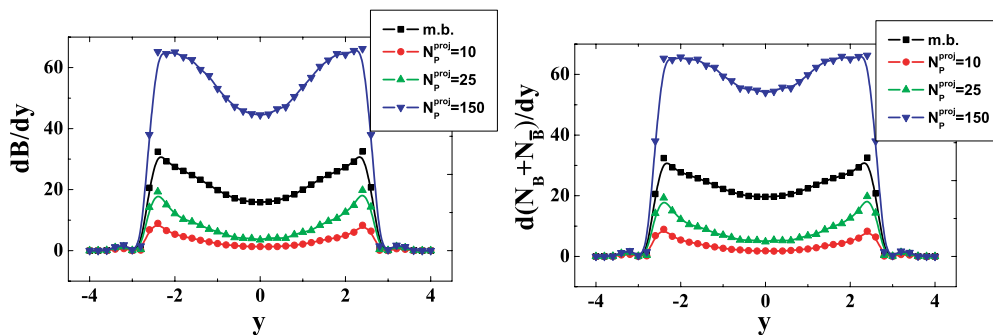 m.b.
N_P^proj=10
N_P^proj=25
N_P^proj=150
dB/dy
60
40
20
0
-4 -2 0 2 4
y
m.b.
N_P^proj=10
N_P^proj=25
N_P^proj=150
d(N_B+N_B̅)/dy
60
40
20
0
-4 -2 0 2 4
y